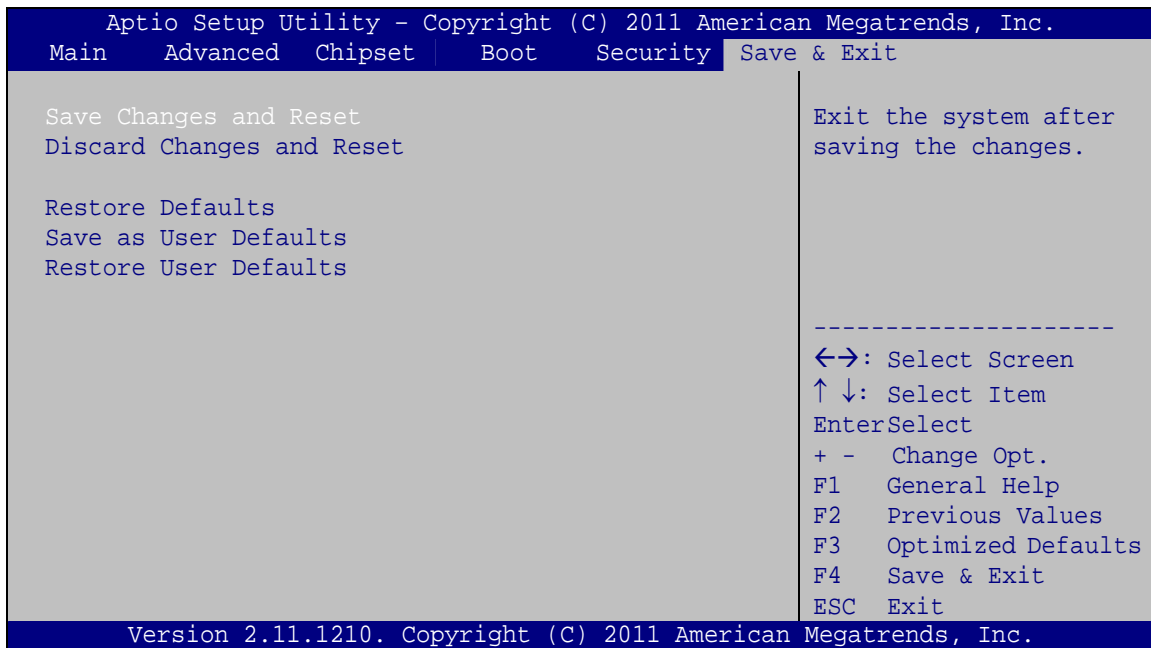 Aptio Setup Utility – Copyright (C) 2011 American Megatrends, Inc.
Main Advanced Chipset Boot Security Save & Exit
Save Changes and Reset
Discard Changes and Reset
Restore Defaults
Save as User Defaults
Restore User Defaults
Exit the system after
saving the changes.
---------------------
←→: Select Screen
↑ ↓: Select Item
EnterSelect
+ - Change Opt.
F1 General Help
F2 Previous Values
F3 Optimized Defaults
F4 Save & Exit
ESC Exit
Version 2.11.1210. Copyright (C) 2011 American Megatrends, Inc.